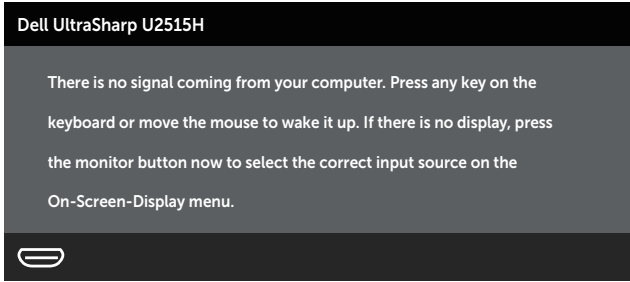 Dell UltraSharp U2515H
There is no signal coming from your computer. Press any key on the
keyboard or move the mouse to wake it up. If there is no display, press
the monitor button now to select the correct input source on the
On-Screen-Display menu.